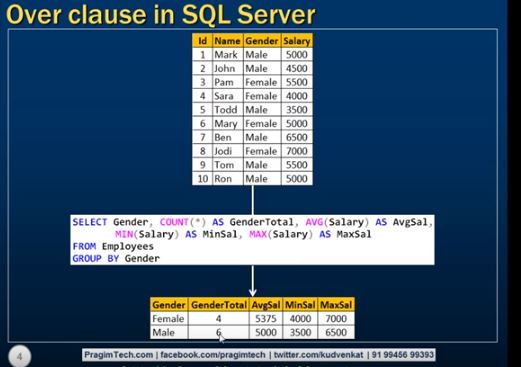 Over clause in SQL Server
Id Name Gender Salary
1 Mark Male 5000
2 John Male 4500
3 Pam Female 5500
4 Sara Female 4000
5 Todd Male 3500
6 Mary Female 5000
7 Ben Male 6500
8 Jodi Female 7000
9 Tom Male 5500
10 Ron Male 5000
SELECT Gender, COUNT(*) AS GenderTotal, AVG(Salary) AS AvgSal,
MIN(Salary) AS MinSal, MAX(Salary) AS MaxSal
FROM Employees
GROUP BY Gender
Gender GenderTotal AvgSal MinSal MaxSal
Female 4 5375 4000 7000
Male 6 5000 3500 6500
4
PragimTech.com | facebook.com/pragimtech | twitter.com/kudvenkat | 91 99456 99393